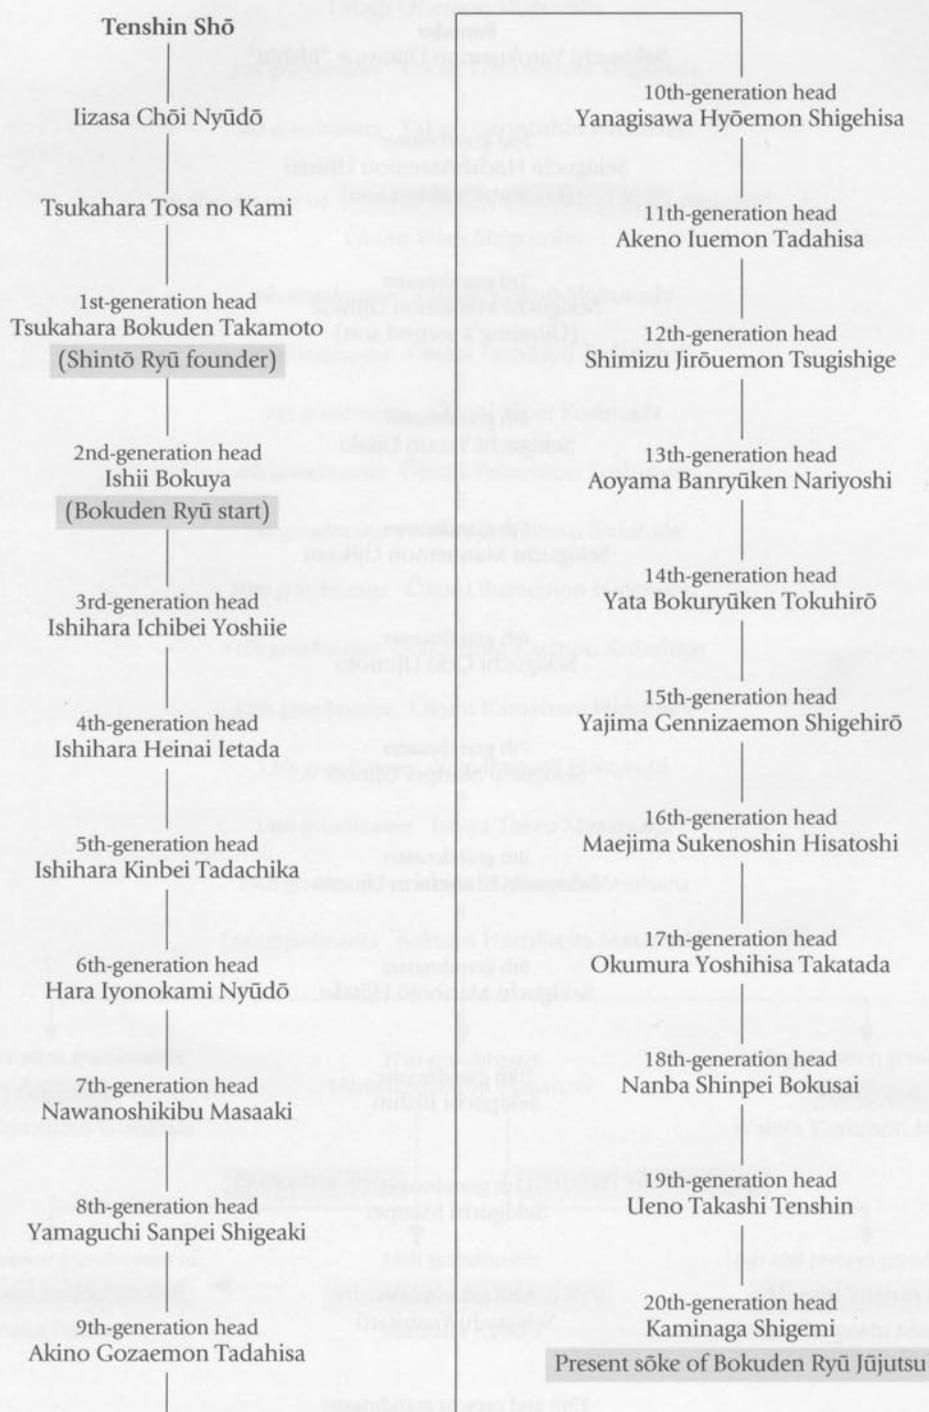 Tenshin Shō
Iizasa Chōi Nyūdō
Tsukahara Tosa no Kami
1st-generation head
Tsukahara Bokuden Takamoto
(Shintō Ryū founder)
2nd-generation head
Ishii Bokuya
(Bokuden Ryū start)
3rd-generation head
Ishihara Ichibei Yoshiie
4th-generation head
Ishihara Heinai Ietada
5th-generation head
Ishihara Kinbei Tadachika
6th-generation head
Hara Iyonokami Nyūdō
7th-generation head
Nawanoshikibu Masaaki
8th-generation head
Yamaguchi Sanpei Shigeaki
9th-generation head
Akino Gozaemon Tadahisa
10th-generation head
Yanagisawa Hyōemon Shigehisa
11th-generation head
Akeno Iuemon Tadahisa
12th-generation head
Shimizu Jirōuemon Tsugishige
13th-generation head
Aoyama Banryūken Nariyoshi
14th-generation head
Yata Bokuryūken Tokuhirō
15th-generation head
Yajima Gennizaemon Shigehirō
16th-generation head
Maejima Sukenoshin Hisatoshi
17th-generation head
Okumura Yoshihisa Takatada
18th-generation head
Nanba Shinpei Bokusai
19th-generation head
Ueno Takashi Tenshin
20th-generation head
Kaminaga Shigemi
Present sōke of Bokuden Ryū Jūjutsu